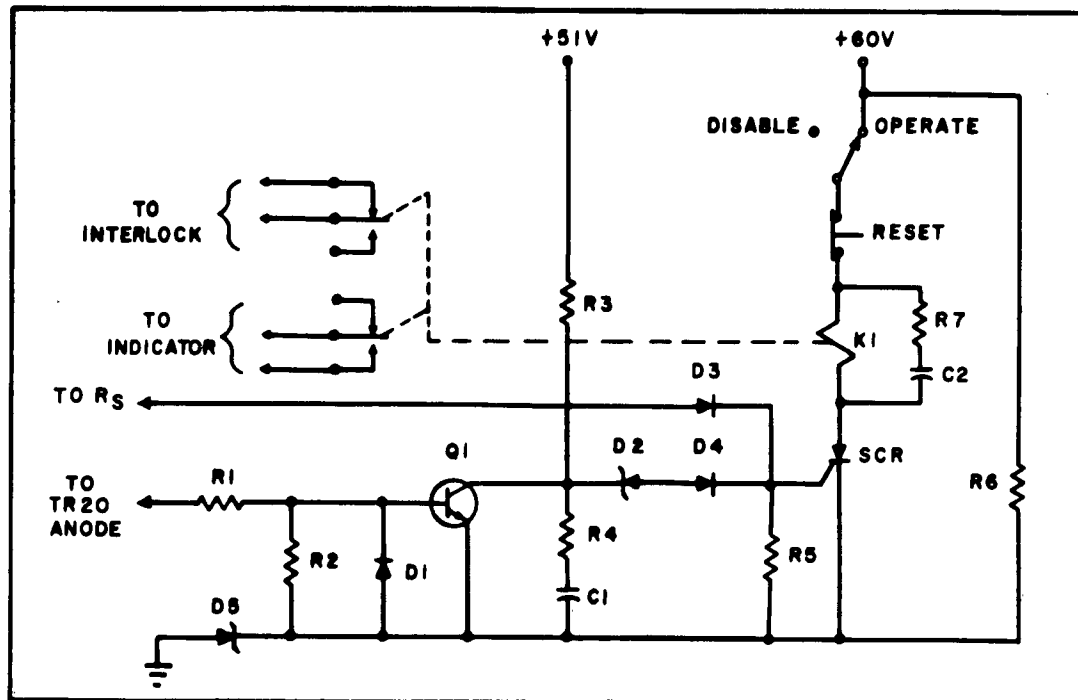 +51V
+60V
DISABLE
OPERATE
TO
INTERLOCK
RESET
R3
R7
TO
INDICATOR
K1
C2
D3
TO RS
Q1
D2
D4
SCR
TO
TR20
ANODE
R1
R6
R4
R2
D1
R5
C1
D5